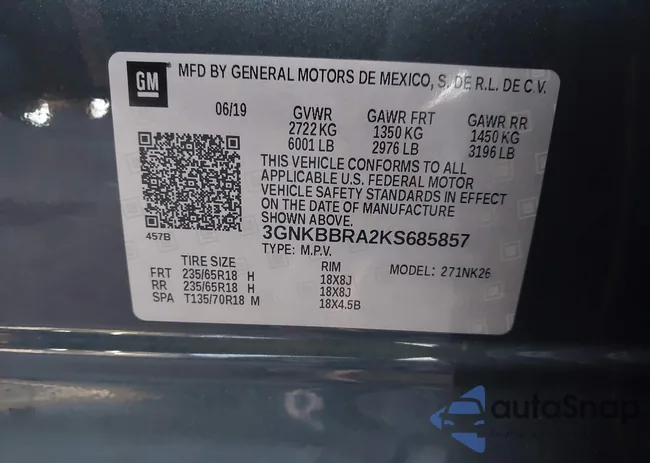 GM
MFD BY GENERAL MOTORS DE MEXICO, S. DE R.L. DE C.V.
06/19 GVWR GAWR FRT GAWR RR
2722 KG 1350 KG 1450 KG
6001 LB 2976 LB 3196 LB
THIS VEHICLE CONFORMS TO ALL
APPLICABLE U.S. FEDERAL MOTOR
VEHICLE SAFETY STANDARDS IN EFFECT
ON THE DATE OF MANUFACTURE
SHOWN ABOVE.
457B 3GNKBBRA2KS685857
TYPE: M.P.V.
TIRE SIZE RIM MODEL: 271NK26
FRT 235/65R18 H 18X8J
RR 235/65R18 H 18X8J
SPA T135/70R18 M 18X4.5B
autoSnap